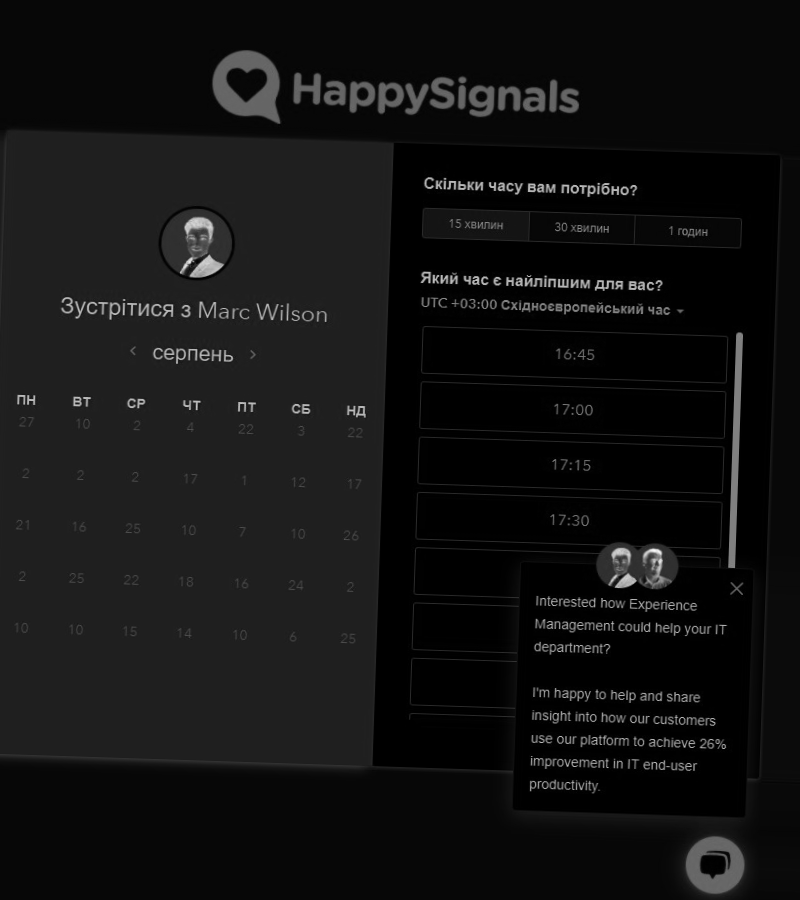 HappySignals
Зустрітися з Marc Wilson
серпень
ПН ВТ СР ЧТ ПТ СБ НД
27 10 2 4 22 3 22
2 2 2 17 1 12 17
21 16 25 10 7 10 26
2 25 22 18 16 24 2
10 10 15 14 10 6 25
Скільки часу вам потрібно?
15 хвилин 30 хвилин 1 годин
Який час є найліпшим для вас?
UTC +03:00 Східноєвропейський час
16:45
17:00
17:15
17:30
Interested how Experience
Management could help your IT
department?
I'm happy to help and share
insight into how our customers
use our platform to achieve 26%
improvement in IT end-user
productivity.